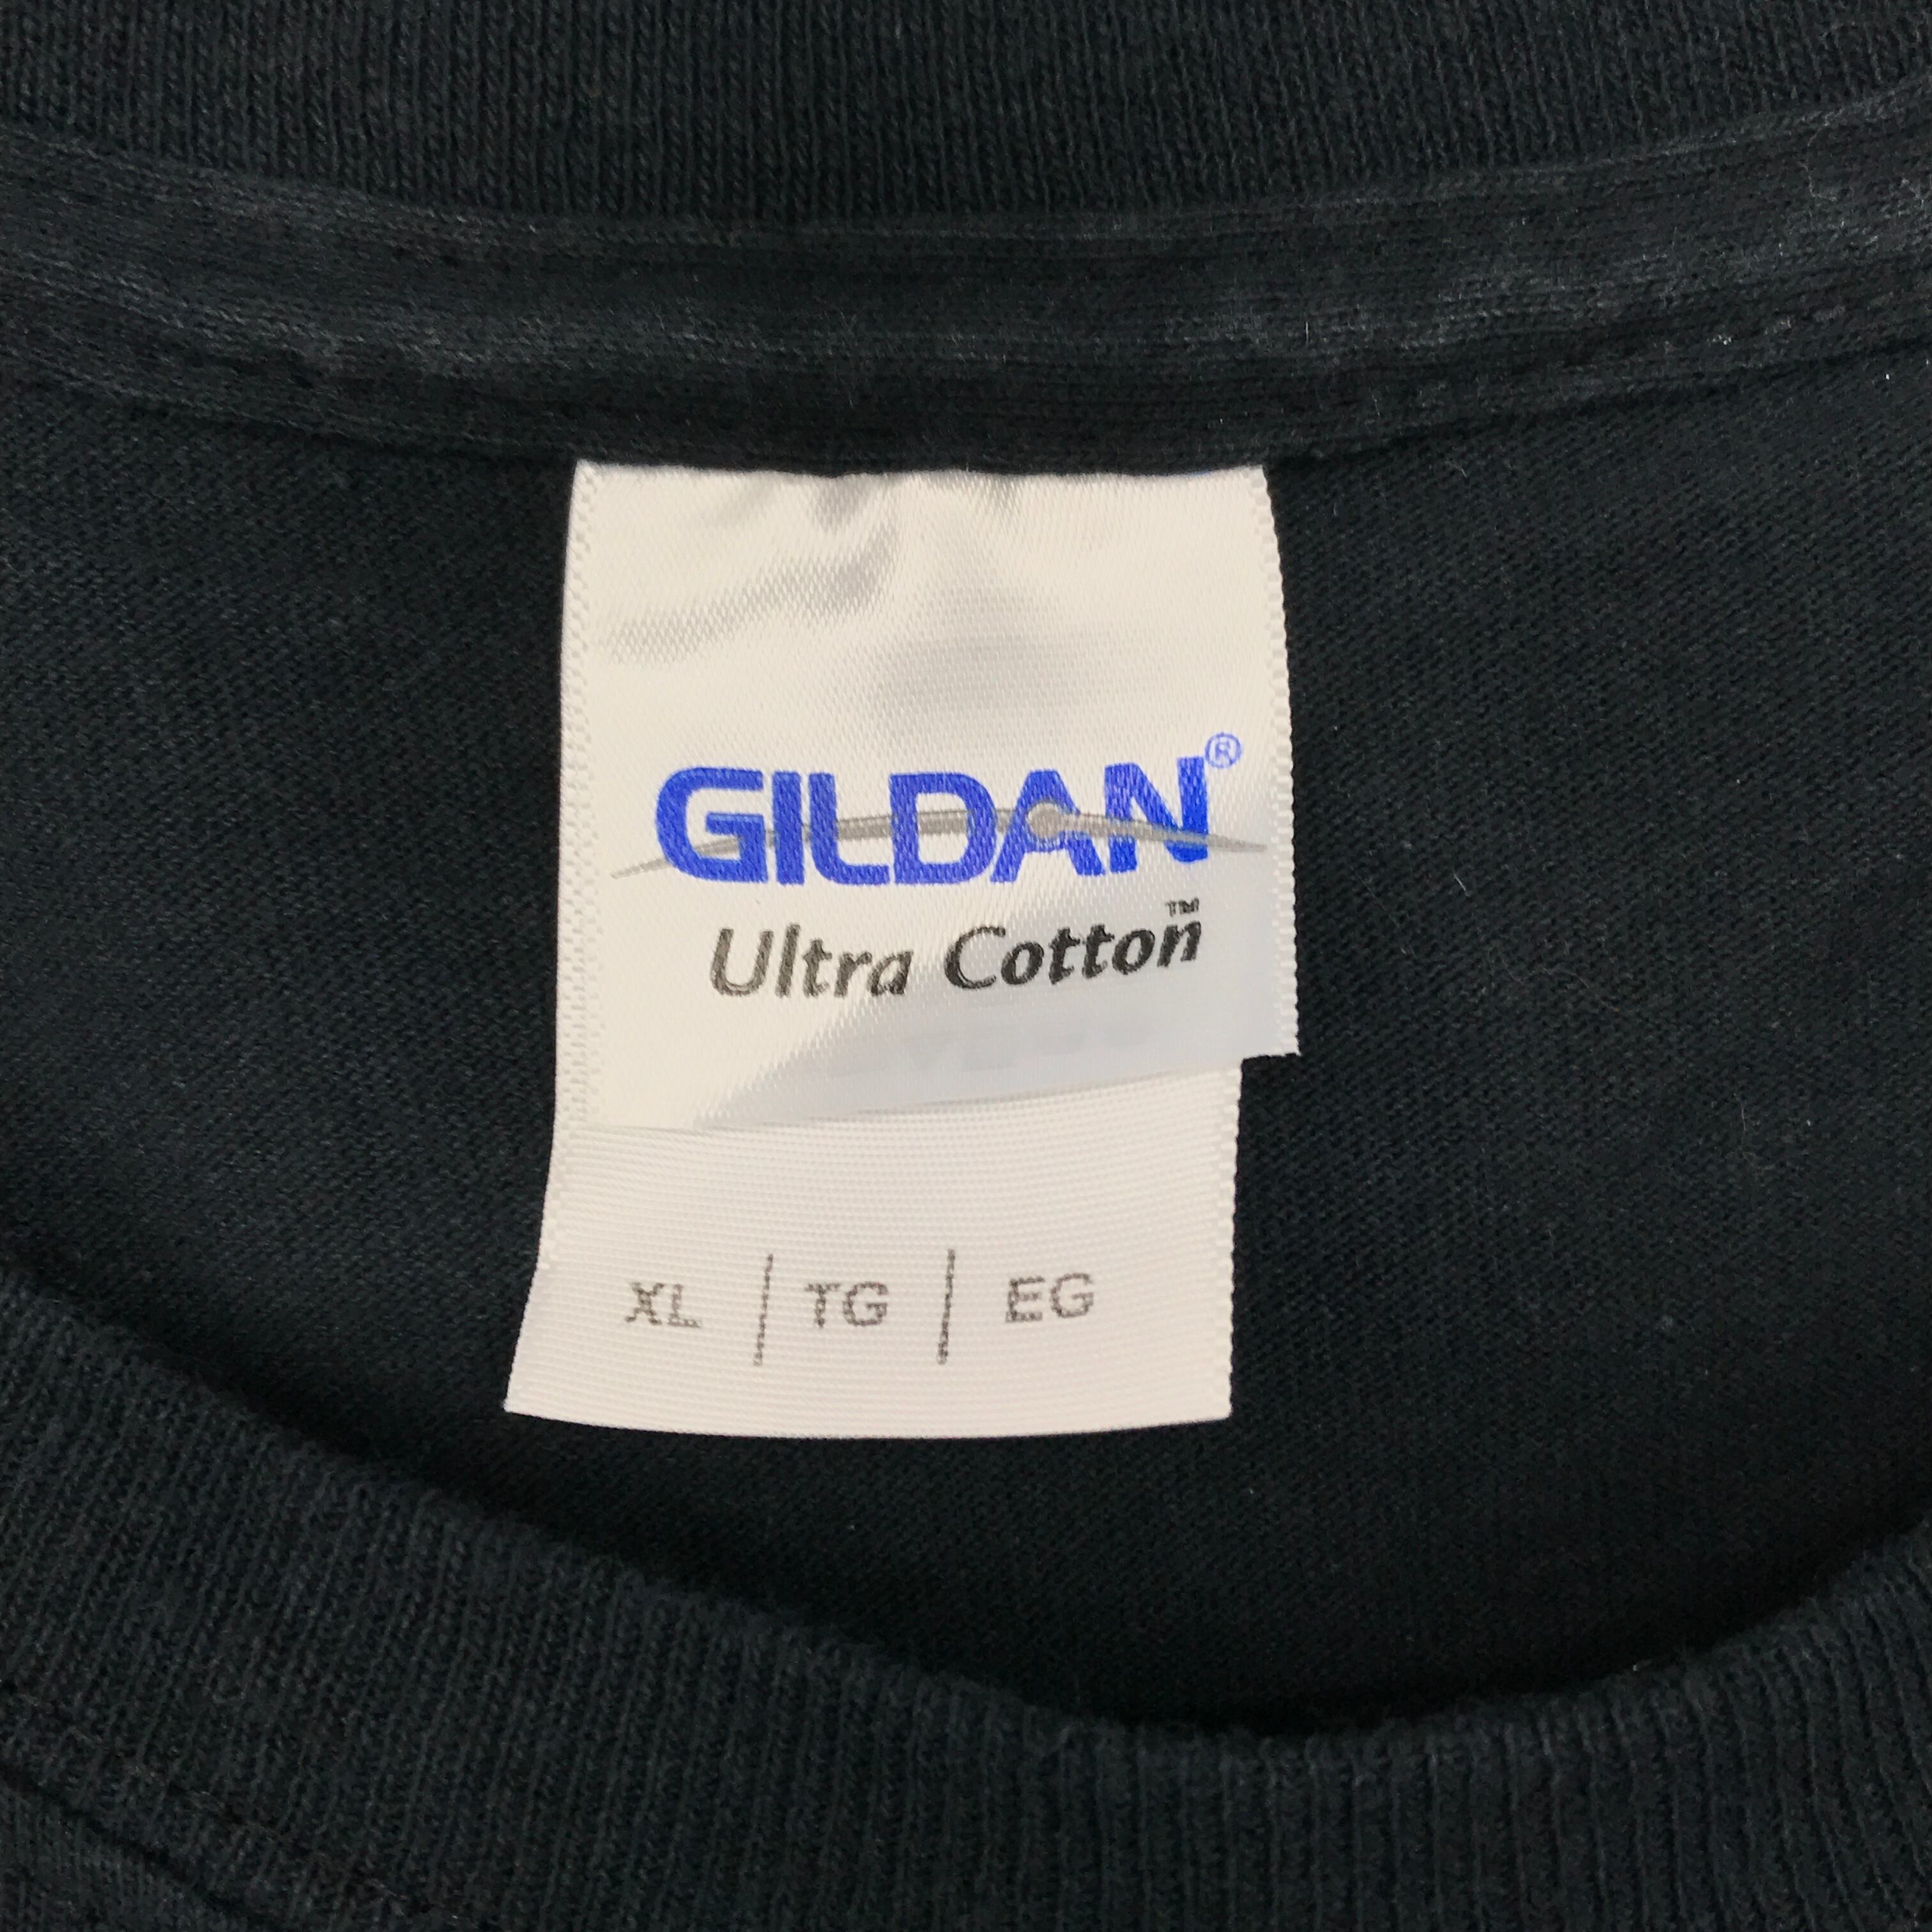 GILDAN®
Ultra Cotton™
XL | TG | EG